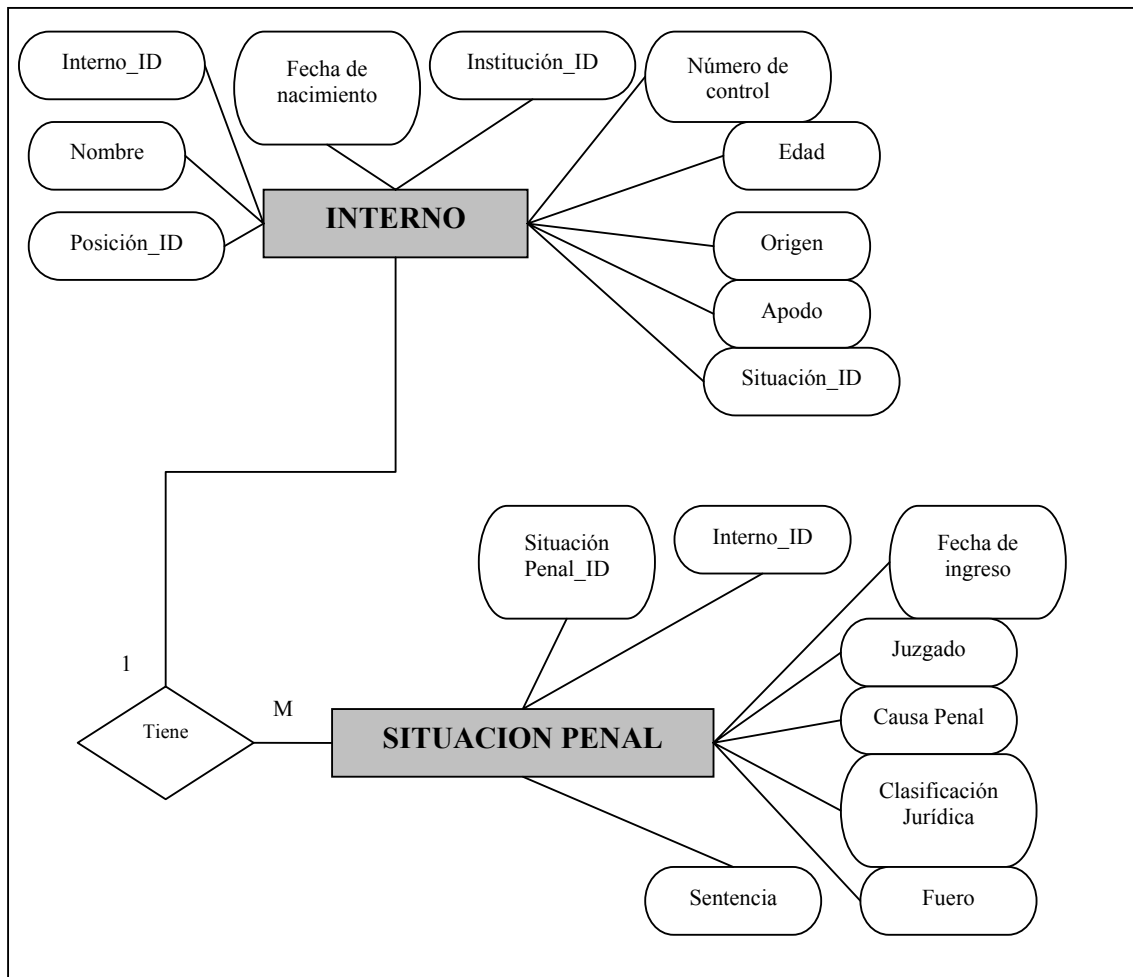 Interno_ID
Fecha de
nacimiento
Institución_ID
Número de
control
Nombre
Edad
INTERNO
Posición_ID
Origen
Apodo
Situación_ID
Situación
Penal_ID
Interno_ID
Fecha de
ingreso
1
Juzgado
M
Tiene
Causa Penal
SITUACION PENAL
Clasificación
Jurídica
Sentencia
Fuero